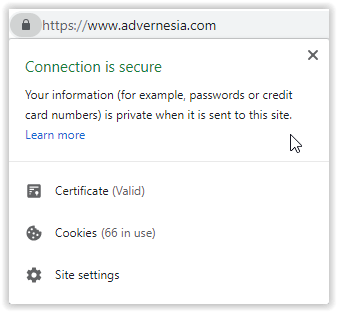 https://www.advernesia.com
Connection is secure
Your information (for example, passwords or credit
card numbers) is private when it is sent to this site.
Learn more
Certificate (Valid)
Cookies (66 in use)
Site settings